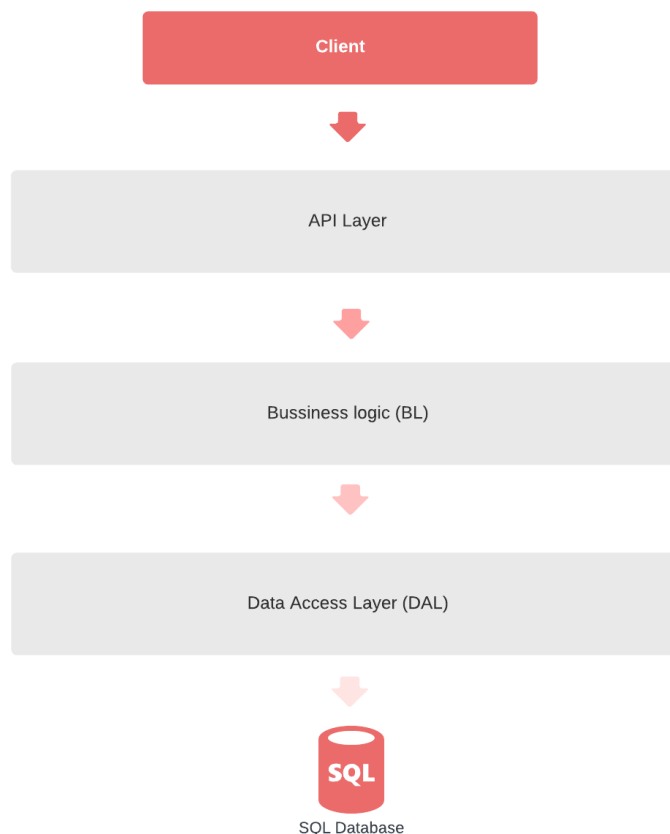 Client
API Layer
Bussiness logic (BL)
Data Access Layer (DAL)
SQL
SQL Database